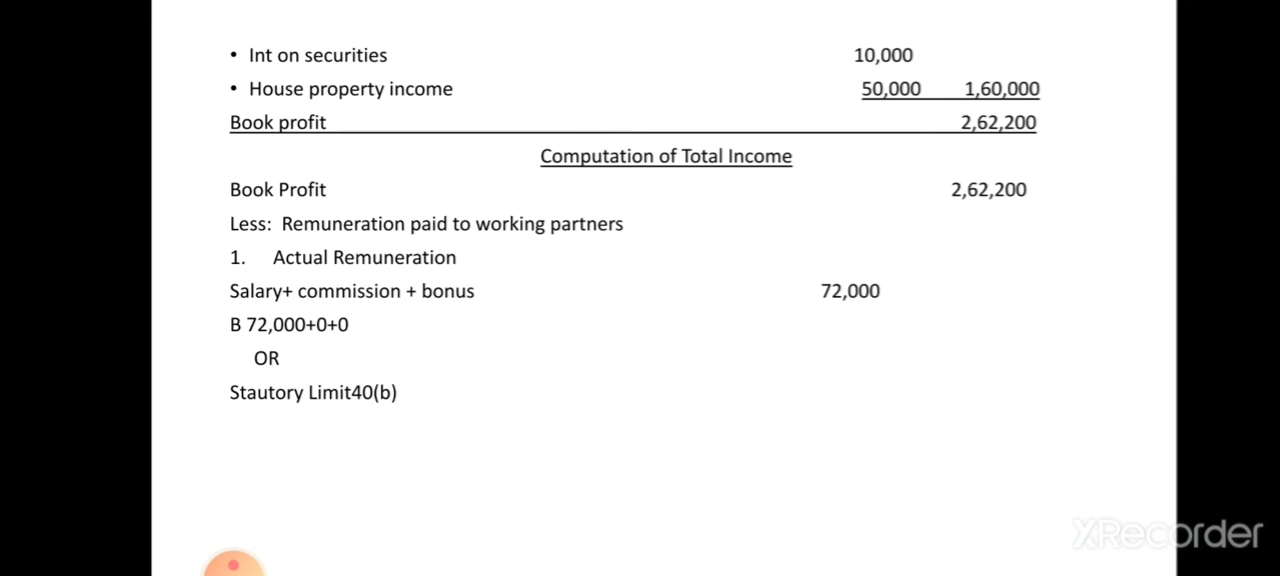 • Int on securities 10,000
• House property income 50,000 1,60,000
Book profit 2,62,200
Computation of Total Income
Book Profit 2,62,200
Less: Remuneration paid to working partners
1. Actual Remuneration
Salary+ commission + bonus 72,000
B 72,000+0+0
OR
Stautory Limit40(b)
XRecorder